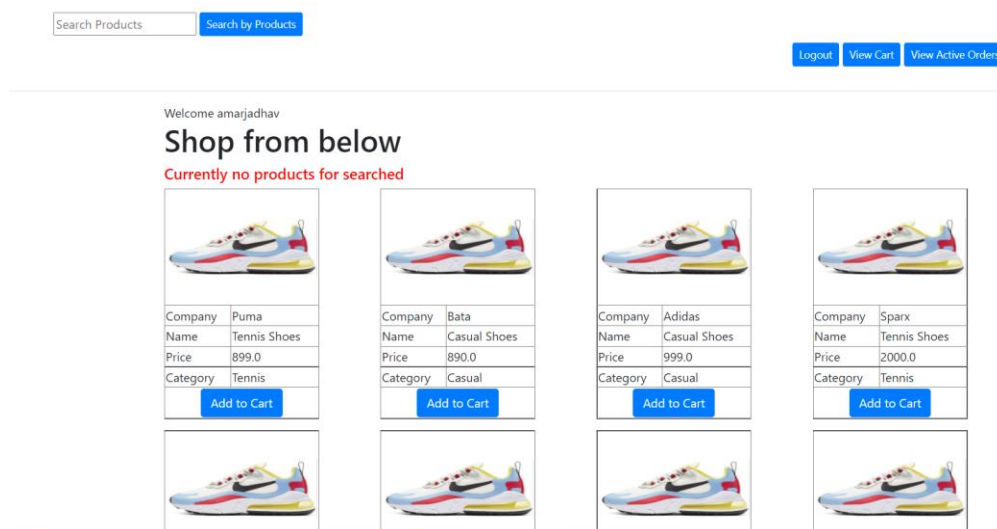 Search Products Search by Products
Logout View Cart View Active Orders
Welcome amarjadhav
Shop from below
Currently no products for searched
Company Puma
Name Tennis Shoes
Price 899.0
Category Tennis
Add to Cart
Company Bata
Name Casual Shoes
Price 890.0
Category Casual
Add to Cart
Company Adidas
Name Casual Shoes
Price 999.0
Category Casual
Add to Cart
Company Sparx
Name Tennis Shoes
Price 2000.0
Category Tennis
Add to Cart